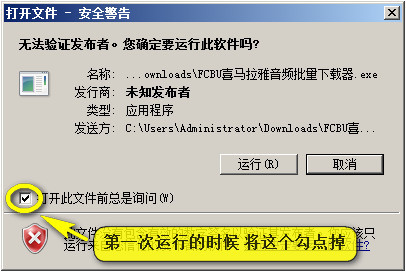 打开文件 - 安全警告
无法验证发布者。您确定要运行此软件吗?
名称: ...ownloads\FCBU喜马拉雅音频批量下载器.exe
发行商: 未知发布者
类型: 应用程序
发送方: C:\Users\Administrator\Downloads\FCBU喜...
运行(R)
取消
打开此文件前总是询问(W)
第一次运行的时候 将这个勾点掉